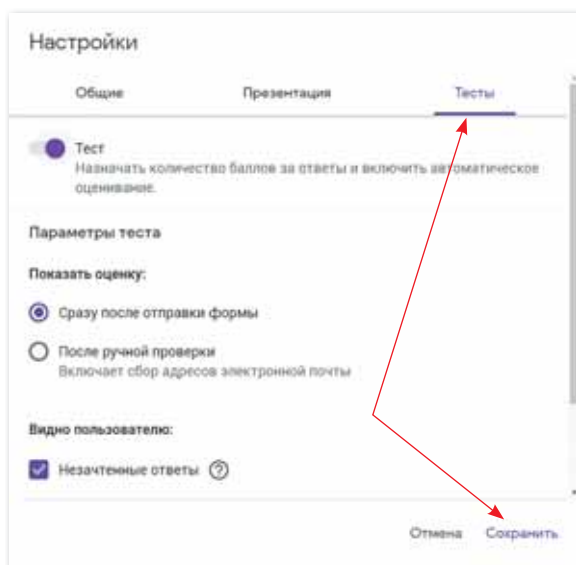 Настройки
Общие Презентация Тесты
Тест
Назначать количество баллов за ответы и включить автоматическое
оценивание.
Параметры теста
Показать оценку:
Сразу после отправки формы
После ручной проверки
Включает сбор адресов электронной почты
Видно пользователю:
Незачтенные ответы
Отмена Сохранить